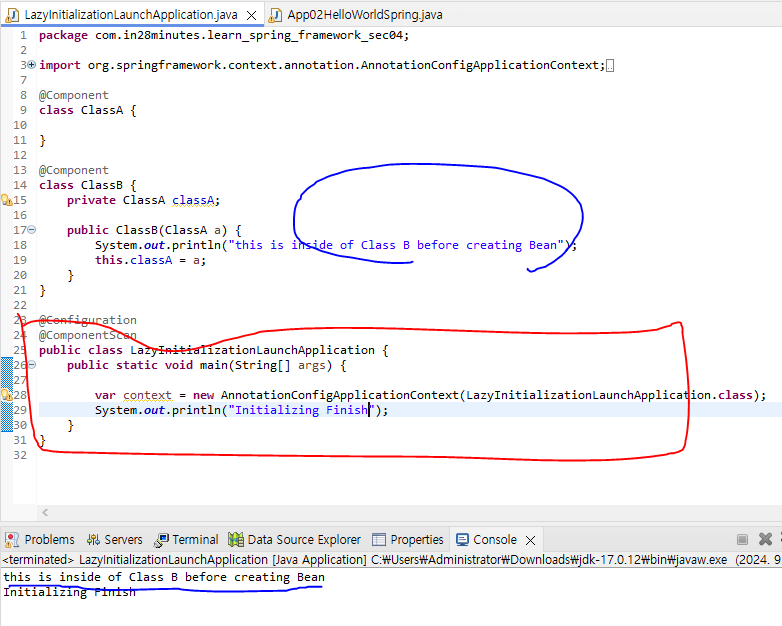 LazyInitializationLaunchApplication.java App02HelloWorldSpring.java
1 package com.in28minutes.learn_spring_framework_sec04;
2
3 import org.springframework.context.annotation.AnnotationConfigApplicationContext;
7
8 @Component
9 class ClassA {
10
11 }
12
13 @Component
14 class ClassB {
15 private ClassA classA;
16
17 public ClassB(ClassA a) {
18 System.out.println("this is inside of Class B before creating Bean");
19 this.classA = a;
20 }
21 }
22
23 @Configuration
24 @ComponentScan
25 public class LazyInitializationLaunchApplication {
26 public static void main(String[] args) {
27
28 var context = new AnnotationConfigApplicationContext(LazyInitializationLaunchApplication.class);
29 System.out.println("Initializing Finish");
30 }
31 }
32
Problems Servers Terminal Data Source Explorer Properties Console
<terminated> LazyInitializationLaunchApplication [Java Application] C:₩Users₩Administrator₩Downloads₩jdk-17.0.12₩bin₩javaw.exe (2024. 9
this is inside of Class B before creating Bean
Initializing Finish